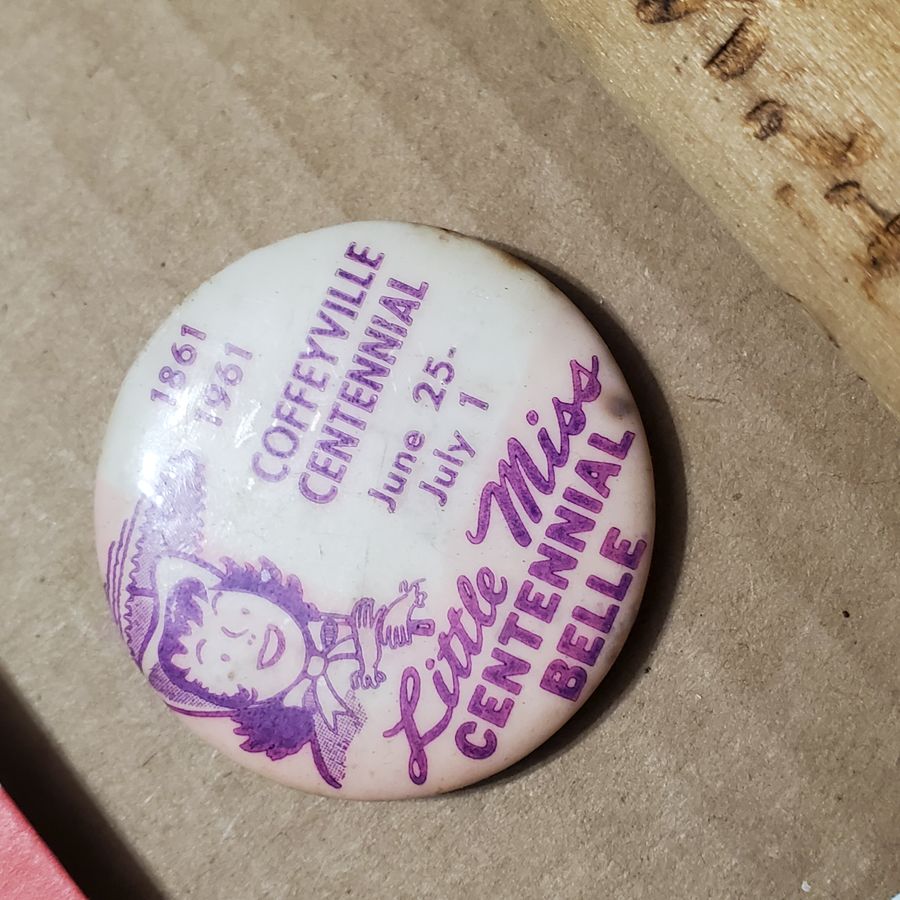 1861
1961
COFFEYVILLE
CENTENNIAL
June 25-
July 1
Little Miss
CENTENNIAL
BELLE